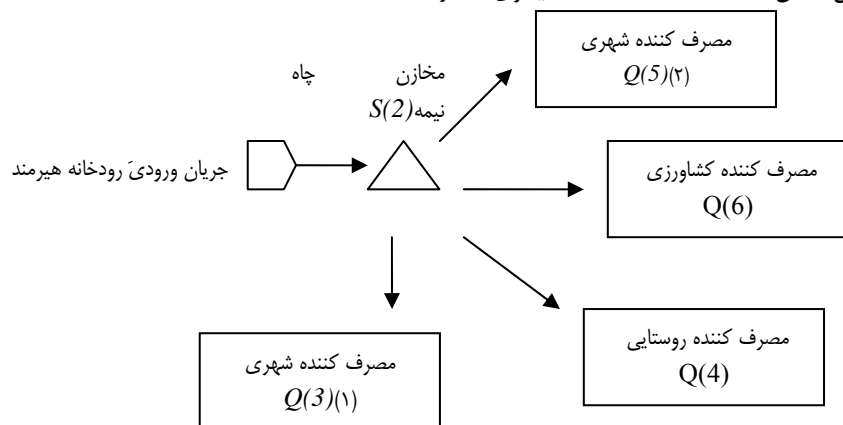 مصرف کننده شهری
Q(5)(۲)
مخازن
چاه
نیمه S(2)
مصرف کننده کشاورزی
Q(6)
جریان ورودیَ رودخانه هیرمند
مصرف کننده روستایی
Q(4)
مصرف کننده شهری
Q(3)(۱)